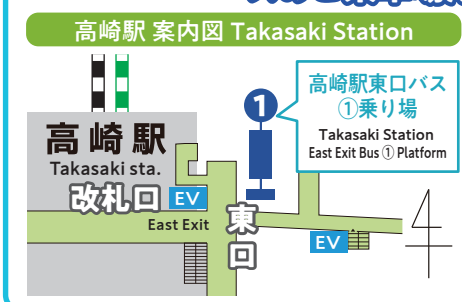 高崎駅 案内図 Takasaki Station
高崎駅東口バス
①乗り場
Takasaki Station
East Exit Bus ① Platform
1
高崎駅
Takasaki sta.
改札口 EV
East Exit
東口
EV